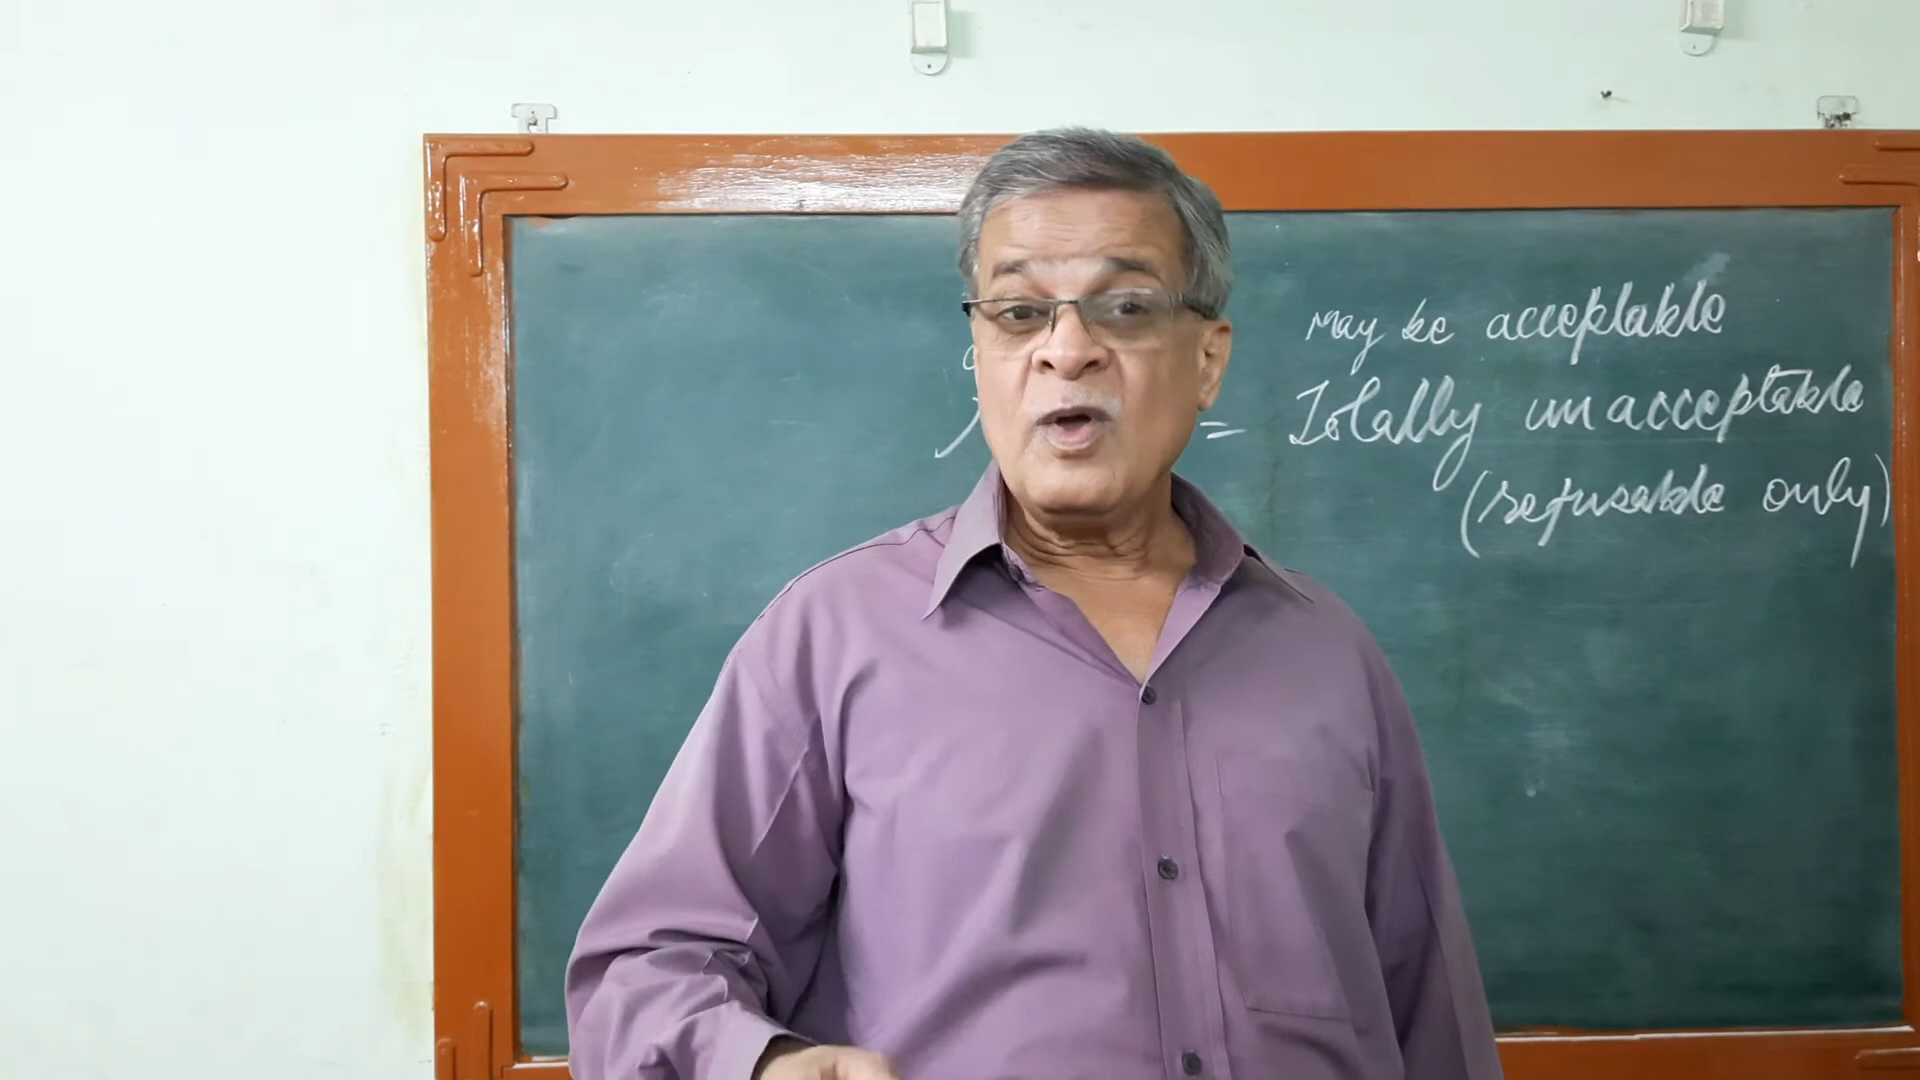 May be acceptable
= Totally unacceptable
(refusable only)